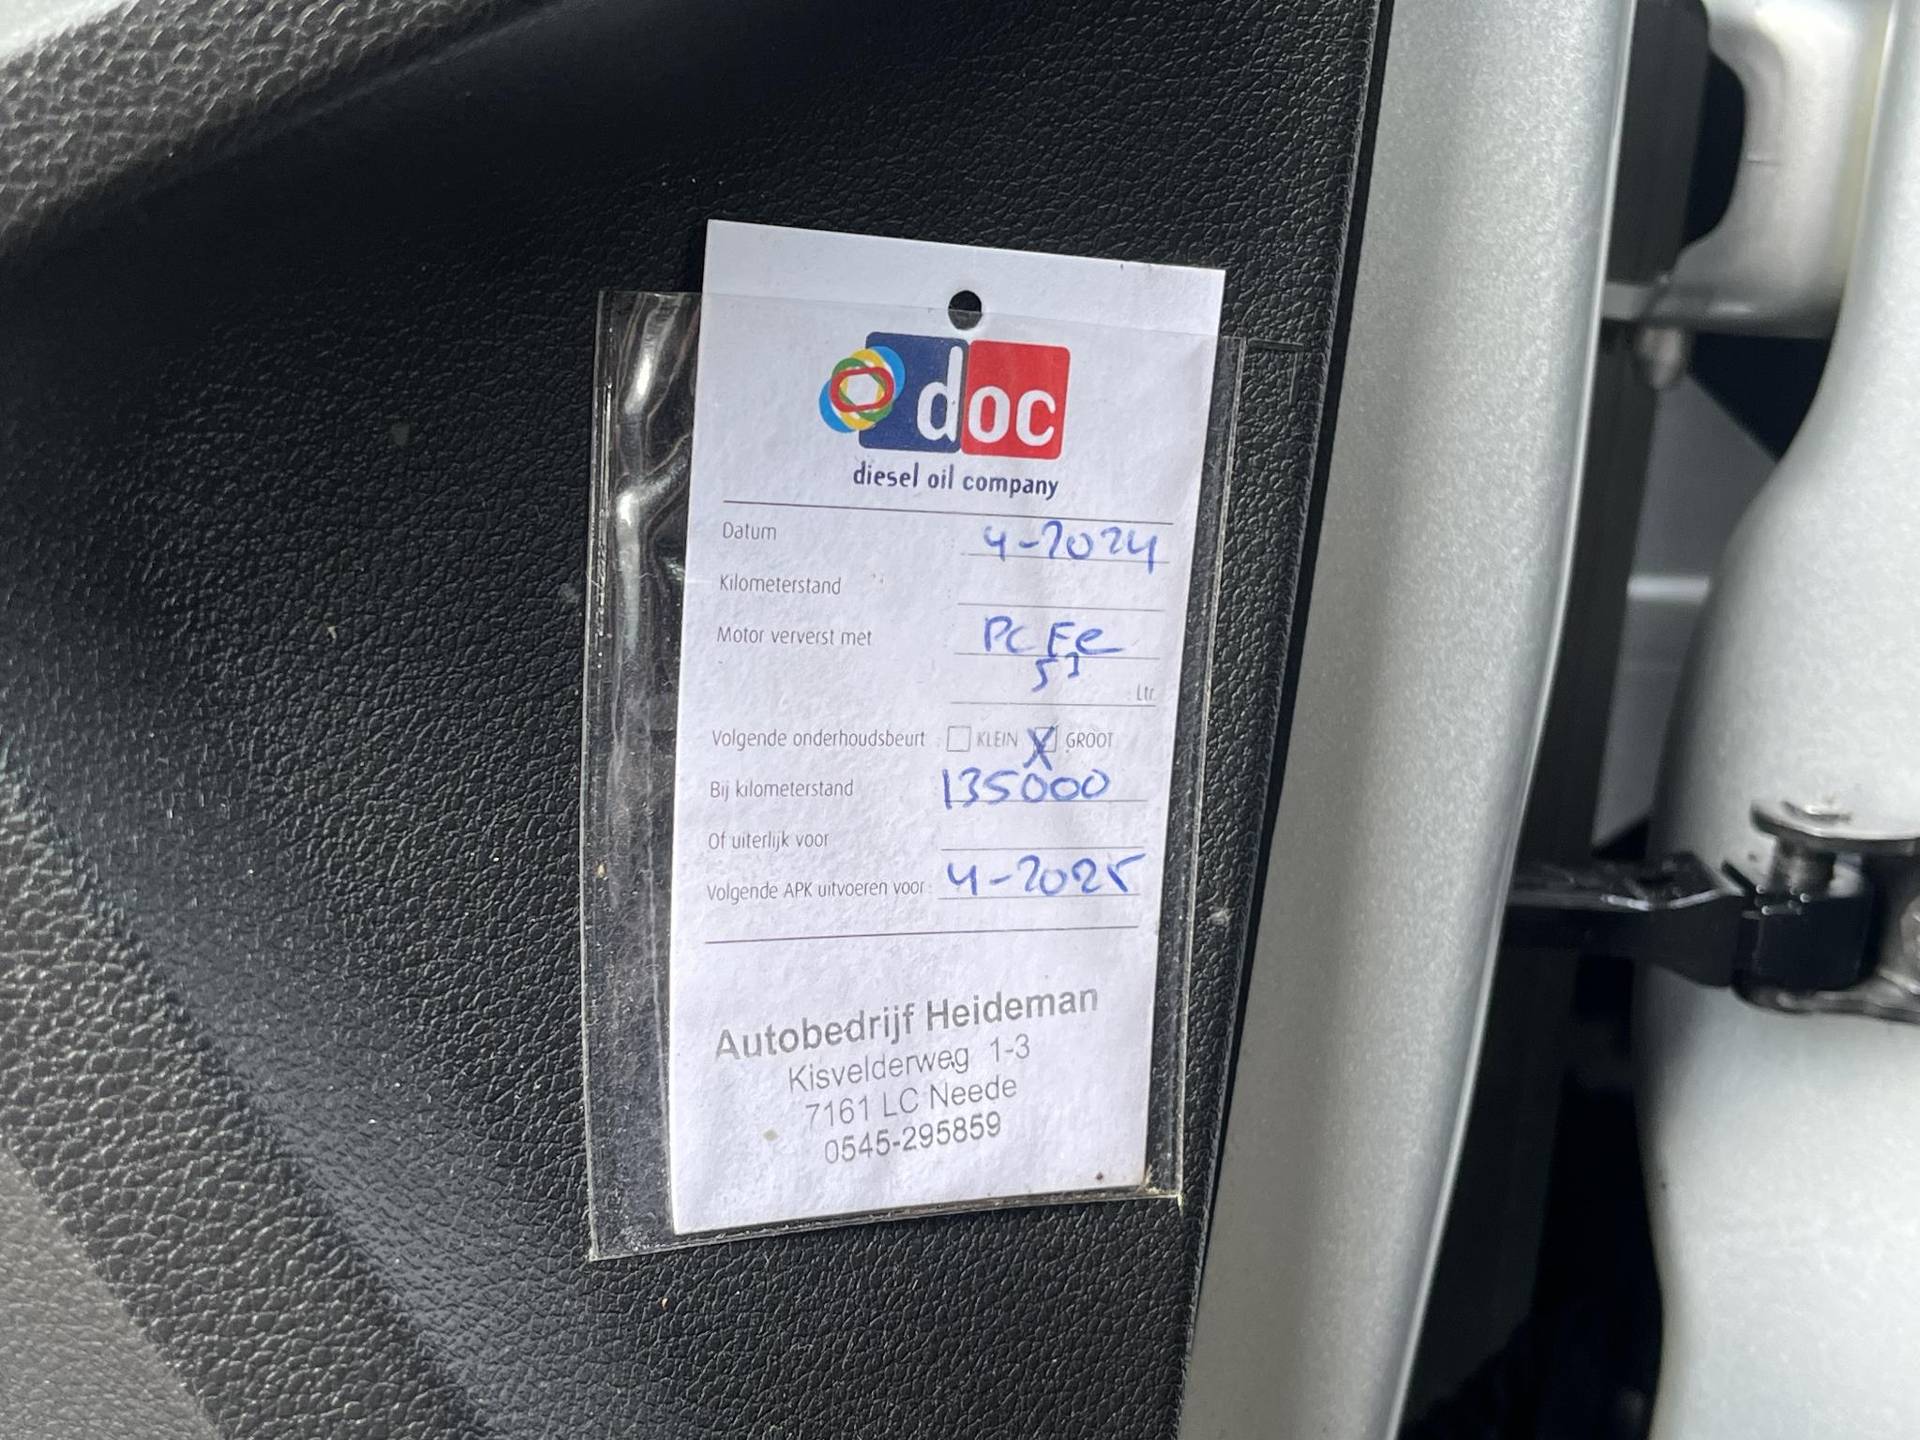 doc
diesel oil company
Datum : 4-2024
Kilometerstand
Motor ververst met PC Fe
Ltr.
Volgende onderhoudsbeurt : KLEIN X GROOT
Bij kilometerstand 135000
Of uiterlijk voor
Volgende APK uitvoeren voor : 4-2025
Autobedrijf Heideman
Kisvelderweg 1-3
7161 LC Neede
0545-295859